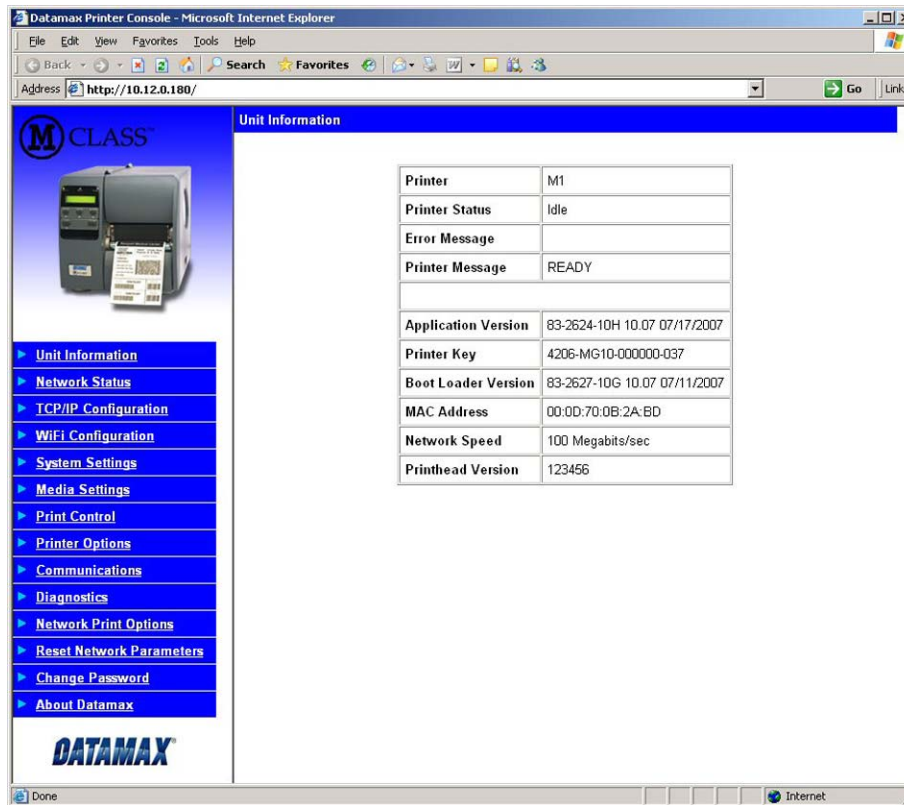 Datamax Printer Console - Microsoft Internet Explorer
File Edit View Favorites Tools Help
Back Search Favorites
Address http://10.12.0.180/ Go Link
M CLASS™
Unit Information
Printer M1
Printer Status Idle
Error Message
Printer Message READY
Application Version 83-2624-10H 10.07 07/17/2007
Printer Key 4206-MG10-000000-037
Boot Loader Version 83-2627-10G 10.07 07/11/2007
MAC Address 00:0D:70:0B:2A:BD
Network Speed 100 Megabits/sec
Printhead Version 123456
Unit Information
Network Status
TCP/IP Configuration
WiFi Configuration
System Settings
Media Settings
Print Control
Printer Options
Communications
Diagnostics
Network Print Options
Reset Network Parameters
Change Password
About Datamax
DATAMAX®
Done Internet